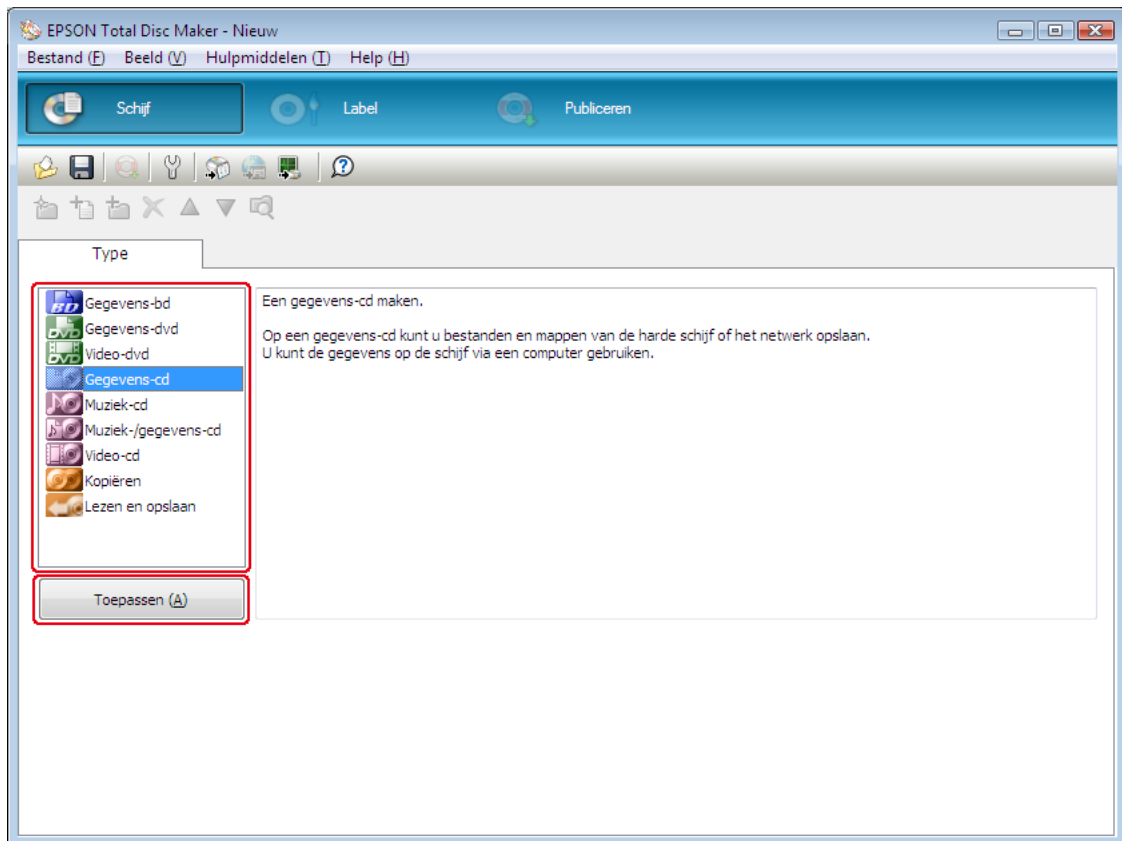 EPSON Total Disc Maker - Nieuw
Bestand (F) Beeld (V) Hulpmiddelen (T) Help (H)
Schijf Label Publiceren
Type
BD Gegevens-bd
DVD Gegevens-dvd
DVD Video-dvd
Gegevens-cd
Muziek-cd
Muziek-/gegevens-cd
Video-cd
Kopiëren
Lezen en opslaan
Toepassen (A)
Een gegevens-cd maken.
Op een gegevens-cd kunt u bestanden en mappen van de harde schijf of het netwerk opslaan.
U kunt de gegevens op de schijf via een computer gebruiken.